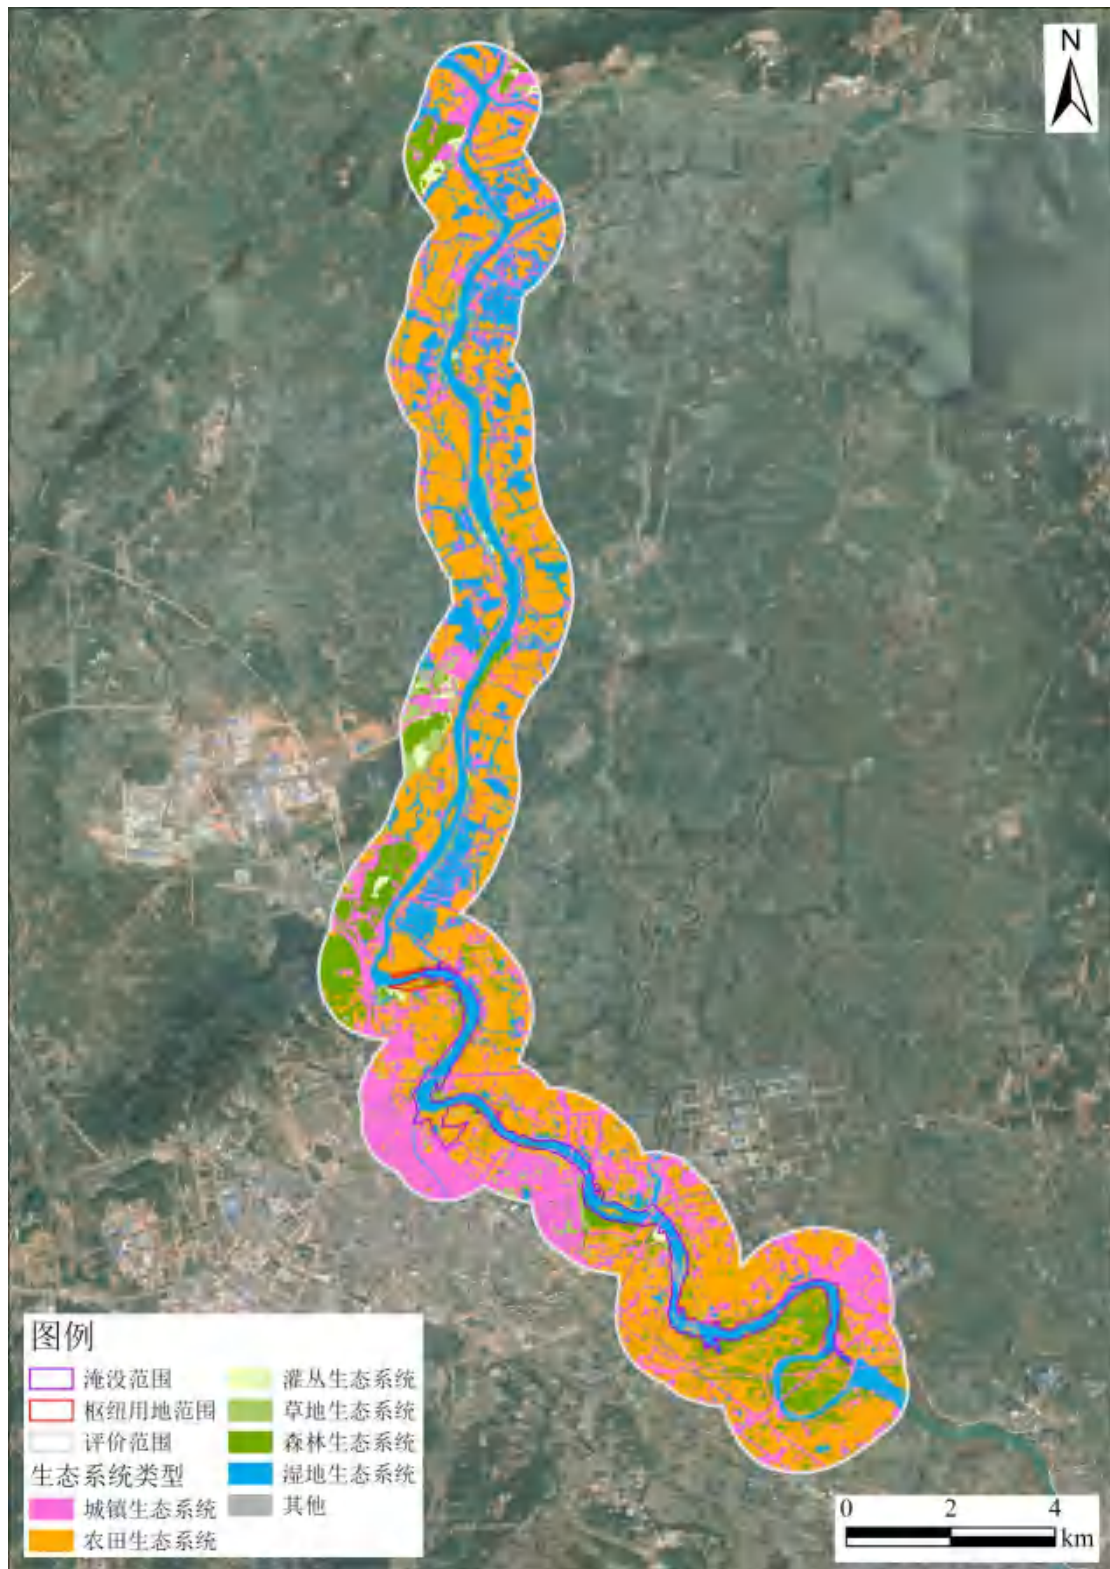 N
图例
淹没范围
枢纽用地范围
评价范围
生态系统类型
城镇生态系统
农田生态系统
灌丛生态系统
草地生态系统
森林生态系统
湿地生态系统
其他
0 2 4
km